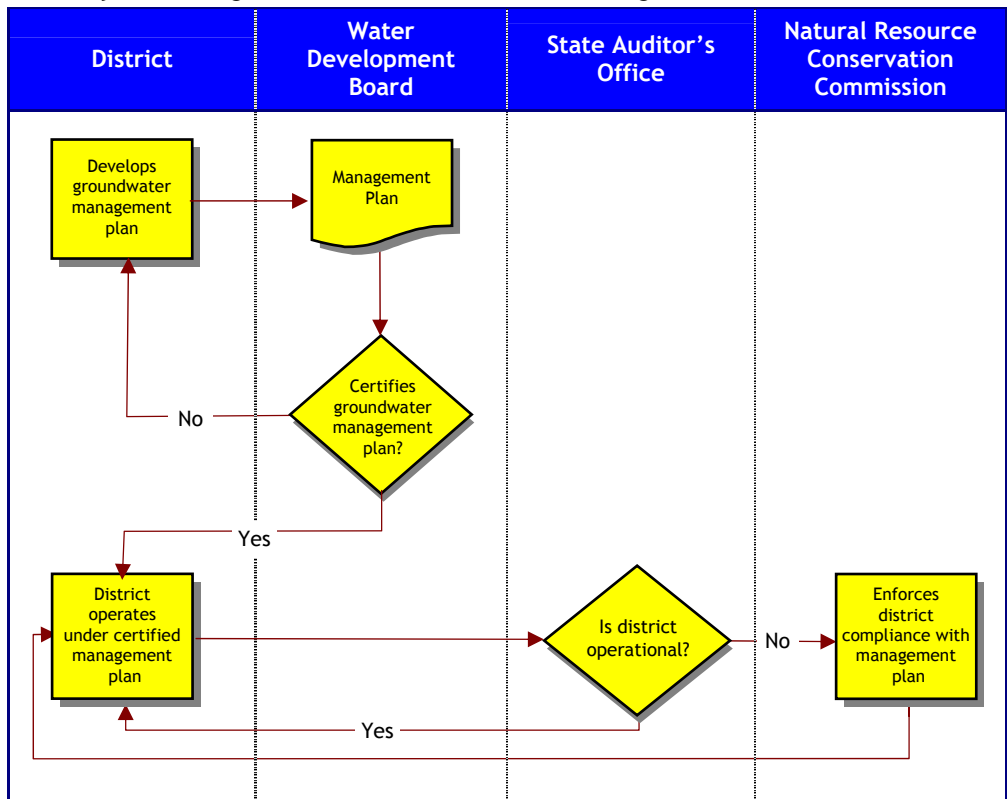 District
Water
Development
Board
State Auditor's
Office
Natural Resource
Conservation
Commission
Develops
groundwater
management
plan
Management
Plan
Certifies
groundwater
management
plan?
No
Yes
District
operates
under certified
management
plan
Is district
operational?
No
Enforces
district
compliance with
management
plan
Yes